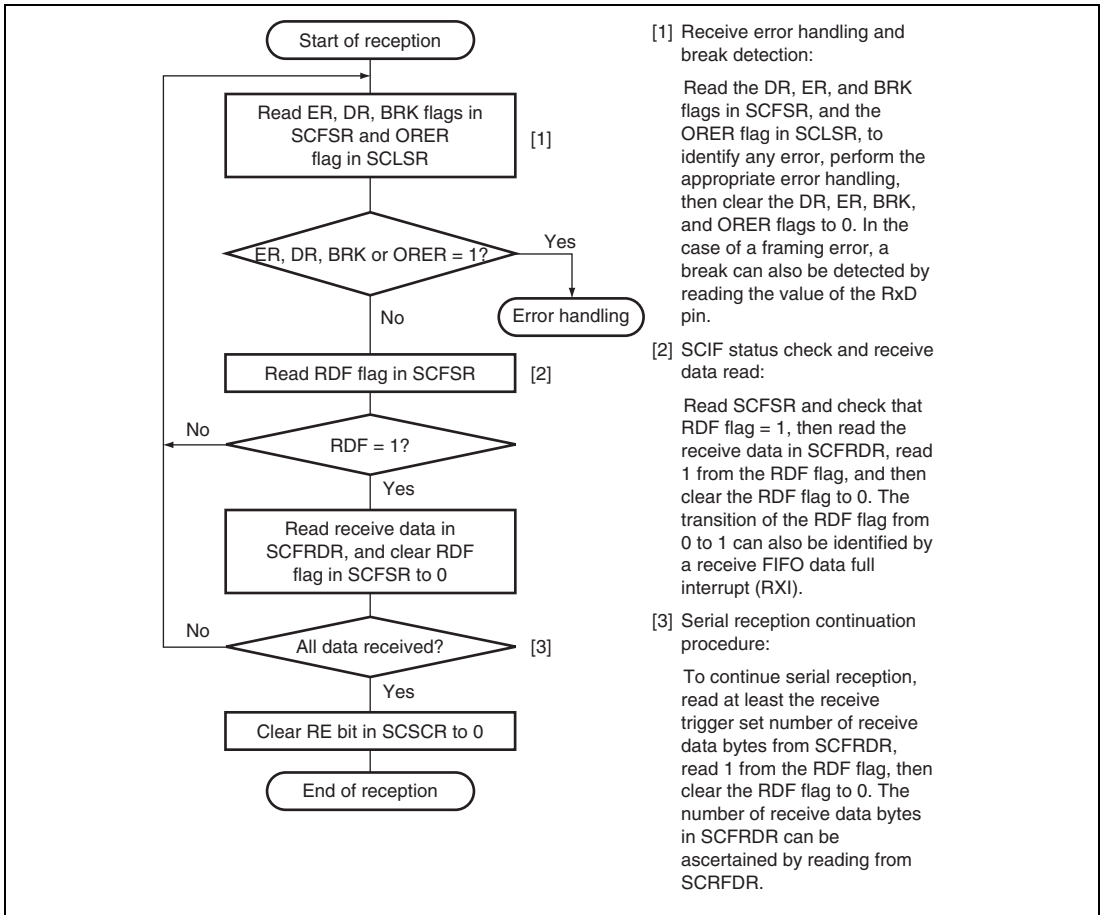 Start of reception
Read ER, DR, BRK flags in
SCFSR and ORER
flag in SCLSR
[1]
ER, DR, BRK or ORER = 1?
Yes
No
Error handling
Read RDF flag in SCFSR
[2]
No
RDF = 1?
Yes
Read receive data in
SCFRDR, and clear RDF
flag in SCFSR to 0
No
All data received?
[3]
Yes
Clear RE bit in SCSCR to 0
End of reception
[1] Receive error handling and
break detection:
Read the DR, ER, and BRK
flags in SCFSR, and the
ORER flag in SCLSR, to
identify any error, perform the
appropriate error handling,
then clear the DR, ER, BRK,
and ORER flags to 0. In the
case of a framing error, a
break can also be detected by
reading the value of the RxD
pin.
[2] SCIF status check and receive
data read:
Read SCFSR and check that
RDF flag = 1, then read the
receive data in SCFRDR, read
1 from the RDF flag, and then
clear the RDF flag to 0. The
transition of the RDF flag from
0 to 1 can also be identified by
a receive FIFO data full
interrupt (RXI).
[3] Serial reception continuation
procedure:
To continue serial reception,
read at least the receive
trigger set number of receive
data bytes from SCFRDR,
read 1 from the RDF flag, then
clear the RDF flag to 0. The
number of receive data bytes
in SCFRDR can be
ascertained by reading from
SCRFDR.